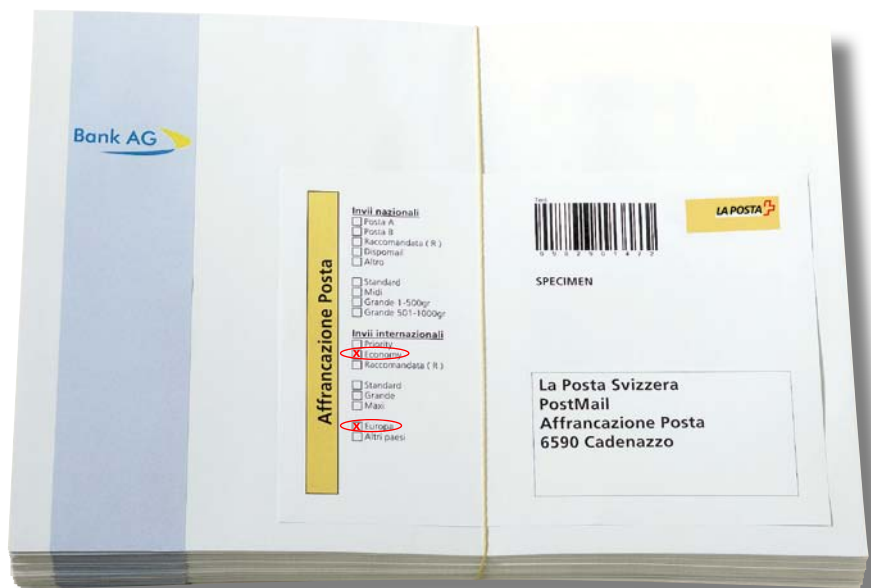 Bank AG
Affrancazione Posta
Invii nazionali
Posta A
Posta B
Raccomandata ( R )
Dispomail
Altro
Standard
Midi
Grande 1-500gr
Grande 501-1000gr
Invii internazionali
Priority
X Economy
Raccomandata ( R )
Standard
Grande
Maxi
X Europa
Altri paesi
SPECIMEN
LA POSTA
La Posta Svizzera
PostMail
Affrancazione Posta
6590 Cadenazzo